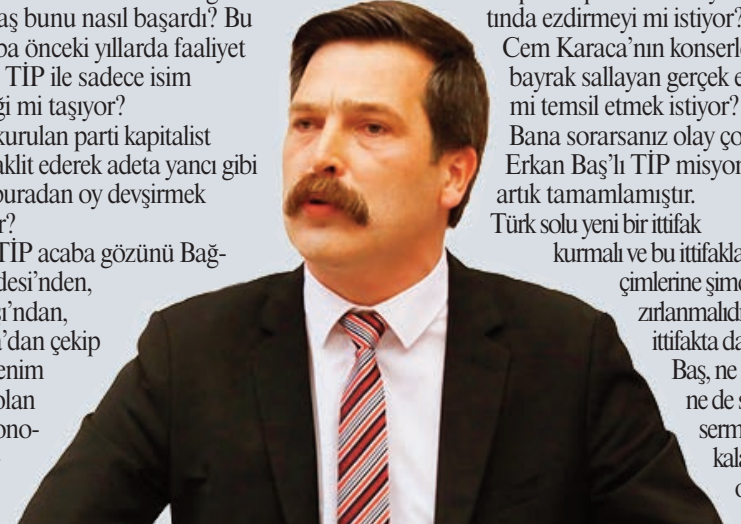 aş bunu nasıl başardı? Bu
ba önceki yıllarda faaliyet
TİP ile sadece isim
ği mi taşıyor?
kurulan parti kapitalist
aklit ederek adeta yancı gibi
buradan oy devşirmek
r?
TİP acaba gözünü Bağ-
desi’nden,
sı’ndan,
a’dan çekip
enim
olan
ono-
tında ezdirmeyi mi istiyor?
Cem Karaca’nın konserle
bayrak sallayan gerçek e
mi temsil etmek istiyor?
Bana sorarsanız olay ço
Erkan Baş’lı TİP misyon
artık tamamlamıştır.
Türk solu yeni bir ittifak
kurmalı ve bu ittifakla
çimlerine şimd
zırlanmalıdı
ittifakta da
Baş, ne
ne de s
serm
kala